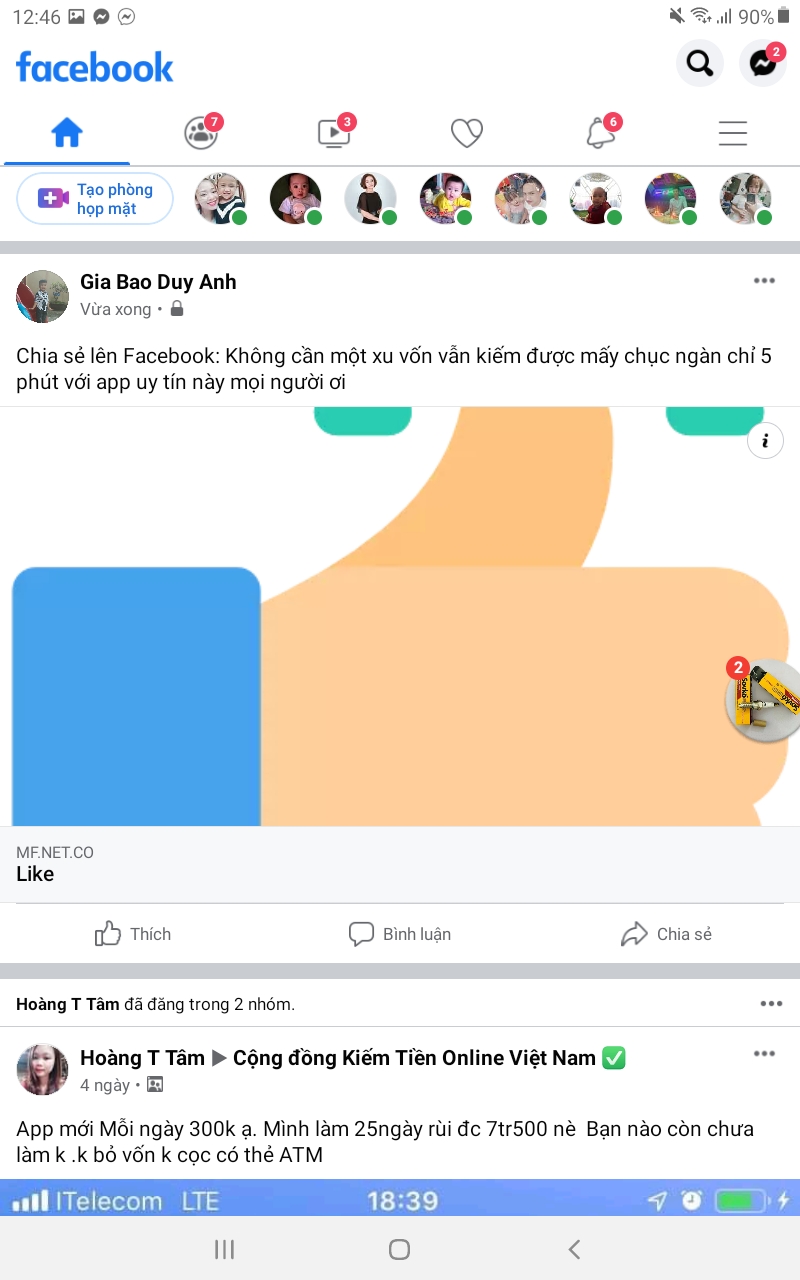 12:46
90%
facebook
2
7
3
6
Tạo phòng
họp mặt
Gia Bao Duy Anh
Vừa xong •
Chia sẻ lên Facebook: Không cần một xu vốn vẫn kiếm được mấy chục ngàn chỉ 5
phút với app uy tín này mọi người ơi
i
2
MF.NET.CO
Like
Thích
Bình luận
Chia sẻ
Hoàng T Tâm đã đăng trong 2 nhóm.
Hoàng T Tâm ▶ Cộng đồng Kiếm Tiền Online Việt Nam ✅
4 ngày •
App mới Mỗi ngày 300k ạ. Mình làm 25ngày rùi đc 7tr500 nè  Bạn nào còn chưa
làm k .k bỏ vốn k cọc có thẻ ATM
ITelecom LTE
18:39